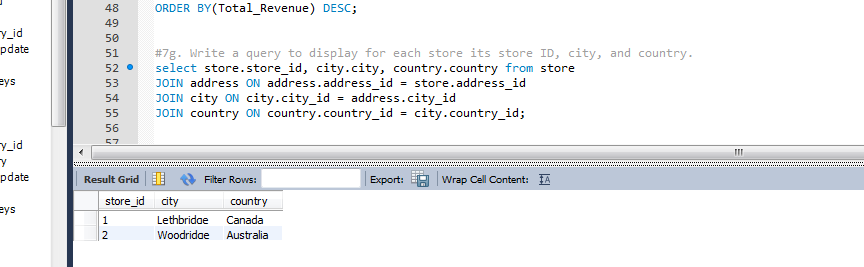 48 ORDER BY(Total_Revenue) DESC;
ry_id
49
pdate
50
51 #7g. Write a query to display for each store its store ID, city, and country.
52 select store.store_id, city.city, country.country from store
eys
53 JOIN address ON address.address_id = store.address_id
54 JOIN city ON city.city_id = address.city_id
55 JOIN country ON country.country_id = city.country_id;
56
57
ry_id
ry
pdate
Result Grid Filter Rows: Export: Wrap Cell Content:
store_id city country
eys
1 Lethbridge Canada
2 Woodridge Australia